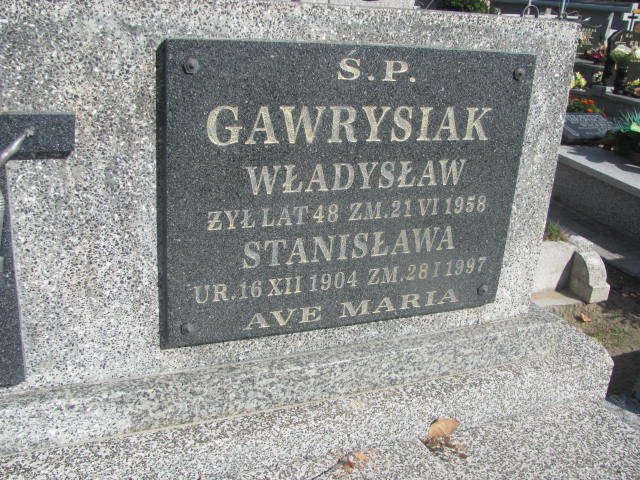 Ś.P.
GAWRYSIAK
WŁADYSŁAW
ŻYŁ LAT 48 ZM. 21 VI 1958
STANISŁAWA
UR. 16 XII 1904 ZM. 28 I 1997
AVE MARIA